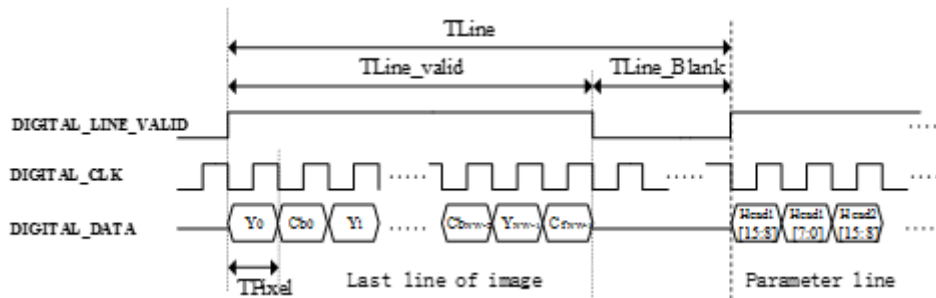 TLine
TLine_valid TLine_Blank
DIGITAL_LINE_VALID
DIGITAL_CLK
DIGITAL_DATA Y0 Cb0 Y1 Head1 [15:8] Head1 [7:0] Head2 [15:8]
TPixel Last line of image Parameter line